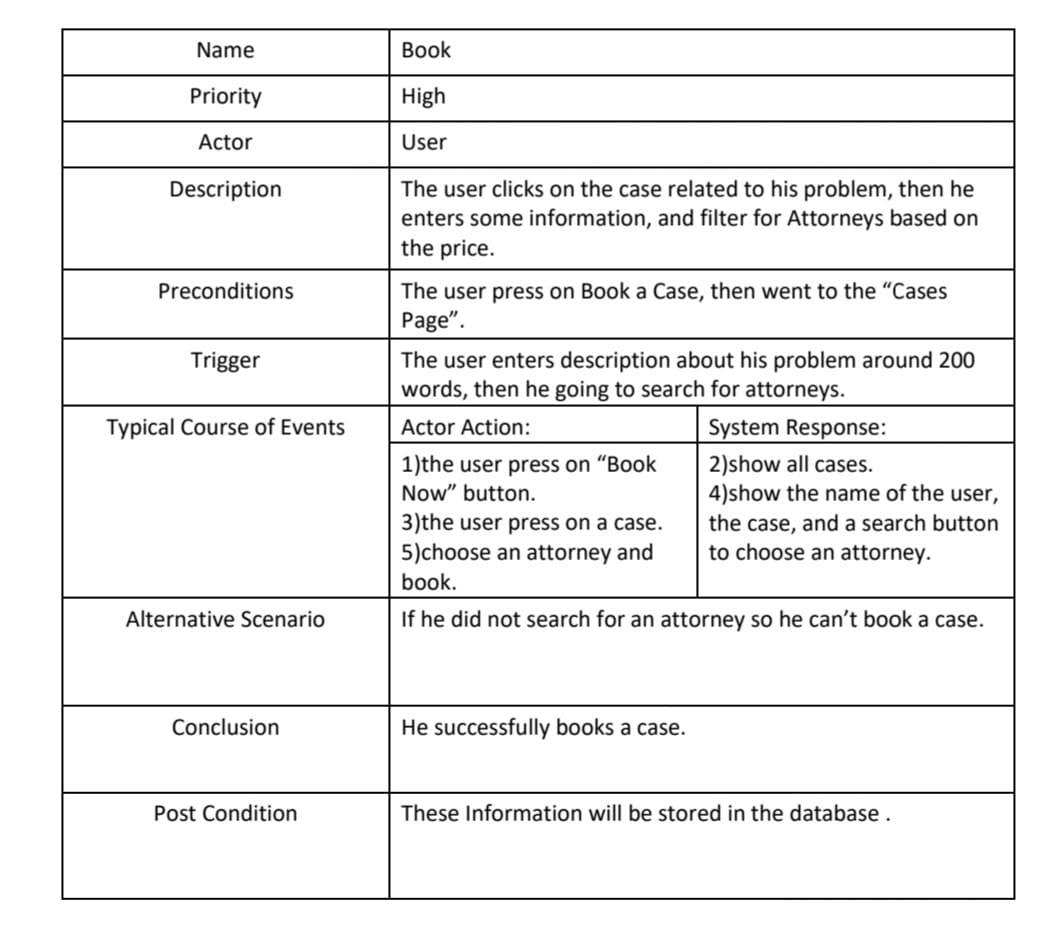 Name
Book
Priority
High
Actor
User
Description
The user clicks on the case related to his problem, then he
enters some information, and filter for Attorneys based on
the price.
Preconditions
The user press on Book a Case, then went to the “Cases
Page”.
Trigger
The user enters description about his problem around 200
words, then he going to search for attorneys.
Typical Course of Events
Actor Action:
System Response:
1)the user press on “Book
Now” button.
3)the user press on a case.
5)choose an attorney and
book.
2)show all cases.
4)show the name of the user,
the case, and a search button
to choose an attorney.
Alternative Scenario
If he did not search for an attorney so he can’t book a case.
Conclusion
He successfully books a case.
Post Condition
These Information will be stored in the database .